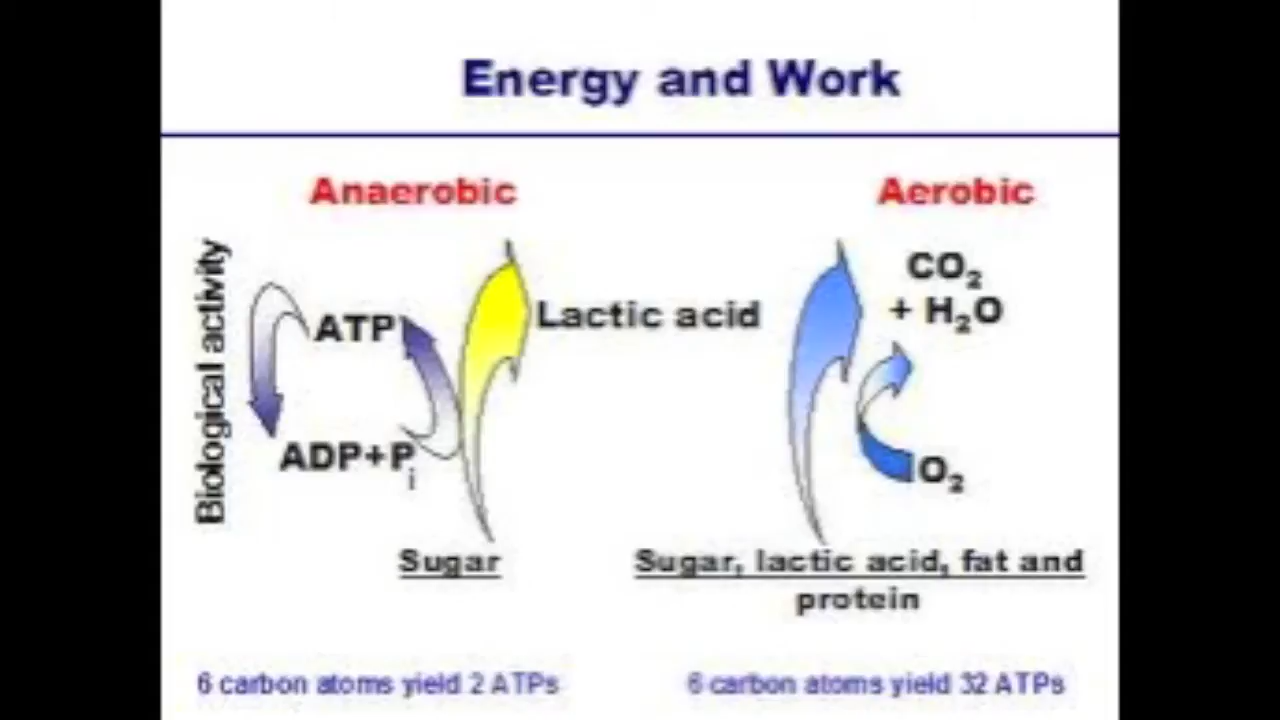 Energy and Work
Anaerobic
Aerobic
Biological activity
ATP
ADP+Pi
Lactic acid
Sugar
CO2
+ H2O
O2
Sugar, lactic acid, fat and
protein
6 carbon atoms yield 2 ATPs
6 carbon atoms yield 32 ATPs